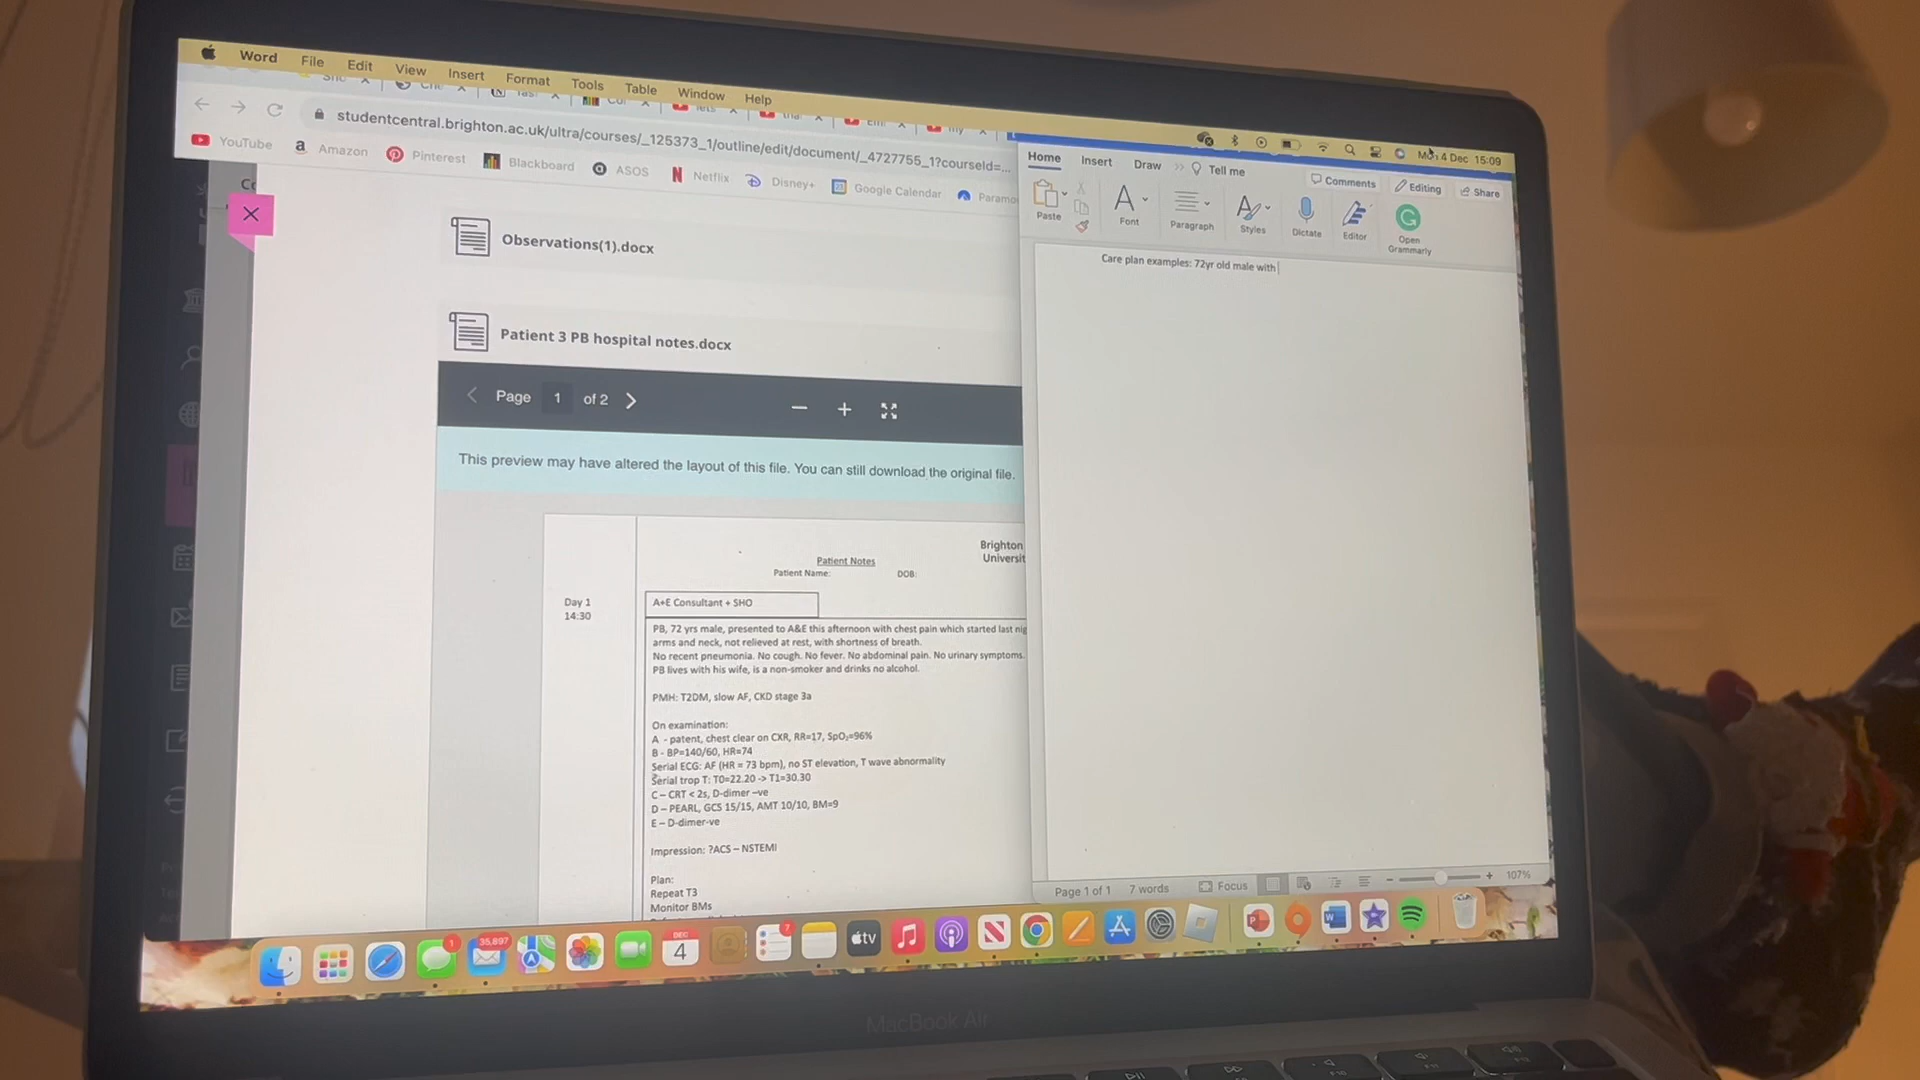 Word File Edit View Insert Format Tools Table Window Help
Mon 4 Dec 15:09
studentcentral.brighton.ac.uk/ultra/courses/_125373_1/outline/edit/document/_4727755_1?courseId=...
YouTube Amazon Pinterest Blackboard ASOS Netflix Disney+ Google Calendar Paramo
Home Insert Draw Tell me Comments Editing Share
Paste Font Paragraph Styles Dictate Editor Open Grammarly
Care plan examples: 72yr old male with
Observations(1).docx
Patient 3 PB hospital notes.docx
Page 1 of 2
This preview may have altered the layout of this file. You can still download the original file.
Brighton
Universit
Patient Notes
Patient Name: DOB:
Day 1
14:30
A+E Consultant + SHO
PB, 72 yrs male, presented to A&E this afternoon with chest pain which started last nig
arms and neck, not relieved at rest, with shortness of breath.
No recent pneumonia. No cough. No fever. No abdominal pain. No urinary symptoms.
PB lives with his wife, is a non-smoker and drinks no alcohol.
PMH: T2DM, slow AF, CKD stage 3a
On examination:
A - patent, chest clear on CXR, RR=17, SpO₂=96%
B - BP=140/60, HR=74
Serial ECG: AF (HR = 73 bpm), no ST elevation, T wave abnormality
Serial trop T: T0=22.20 -> T1=30.30
C – CRT < 2s, D-dimer –ve
D – PEARL, GCS 15/15, AMT 10/10, BM=9
E – D-dimer-ve
Impression: ?ACS – NSTEMI
Plan:
Repeat T3
Monitor BMs
Page 1 of 1 7 words Focus 107%
1
35,897
DEC
4
7
tv
MacBook Air